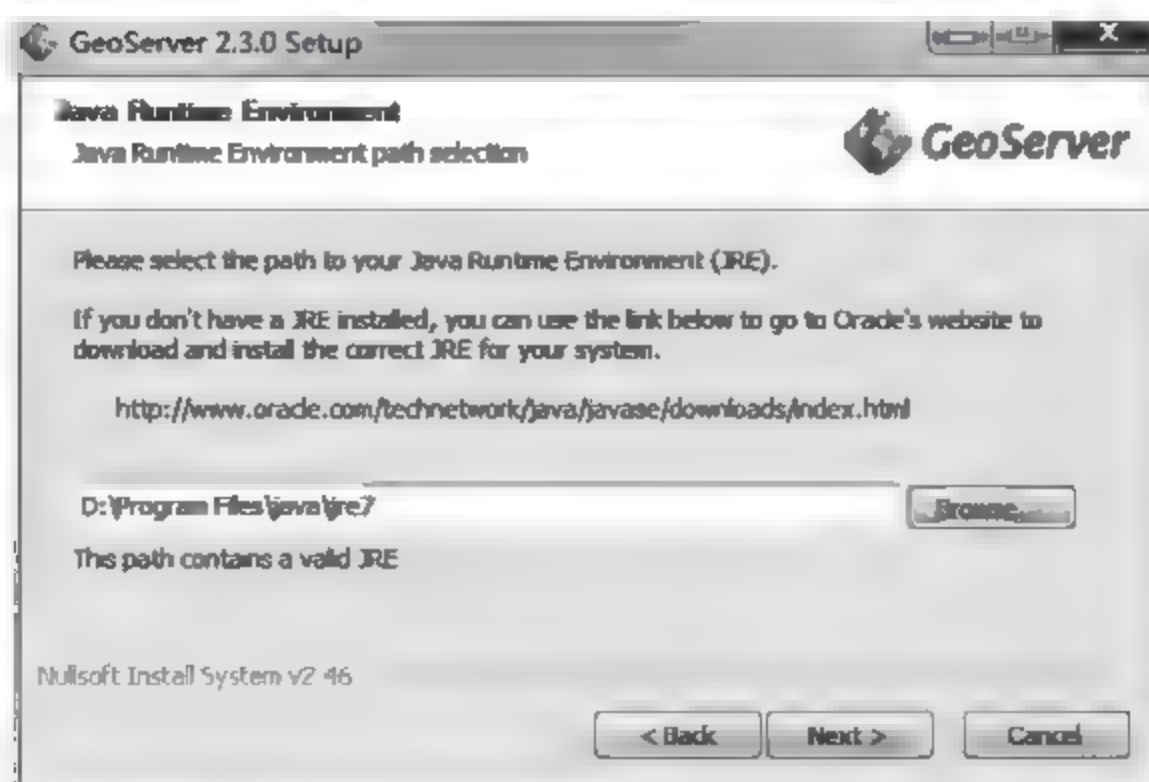 GeoServer 2.3.0 Setup
Java Runtime Environment
Java Runtime Environment path selection
GeoServer
Please select the path to your Java Runtime Environment (JRE).
If you don't have a JRE installed, you can use the link below to go to Oracle's website to
download and install the correct JRE for your system.
http://www.oracle.com/technetwork/java/javase/downloads/index.html
D:\Program Files\java\jre7
Browse...
This path contains a valid JRE
Nullsoft Install System v2.46
< Back
Next >
Cancel